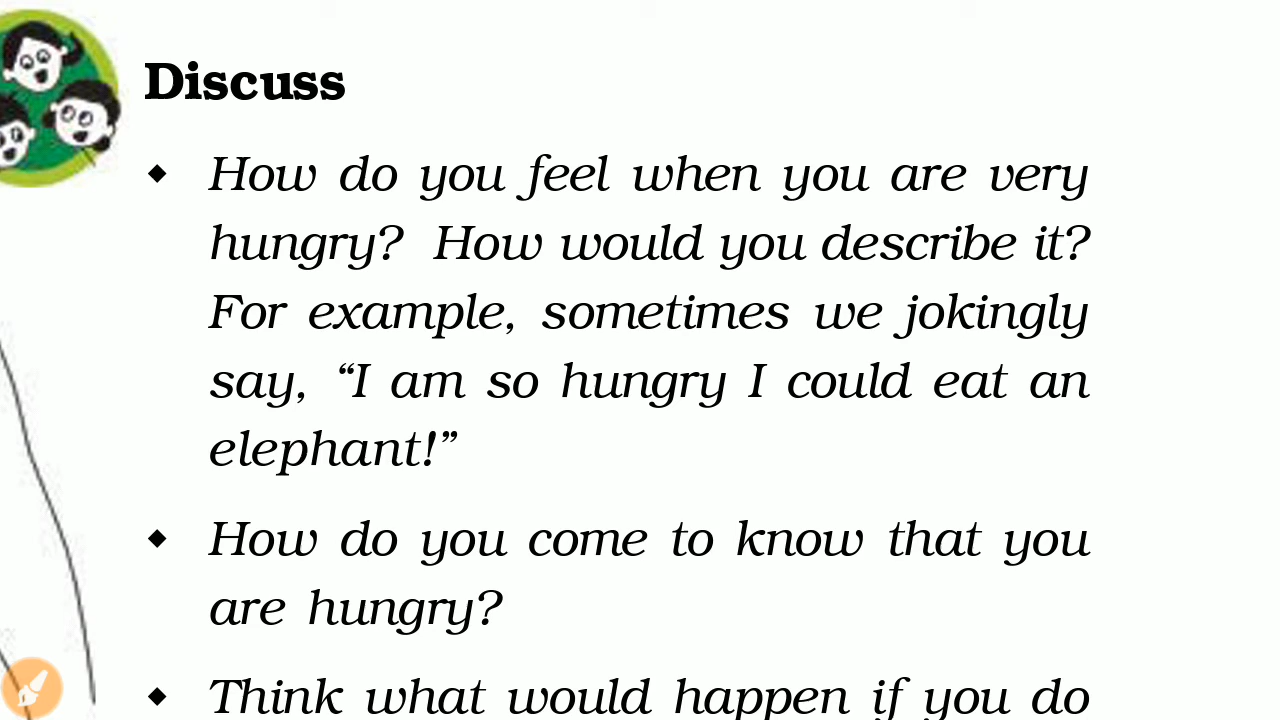 Discuss
◆ How do you feel when you are very
hungry? How would you describe it?
For example, sometimes we jokingly
say, “I am so hungry I could eat an
elephant!”
◆ How do you come to know that you
are hungry?
◆ Think what would happen if you do